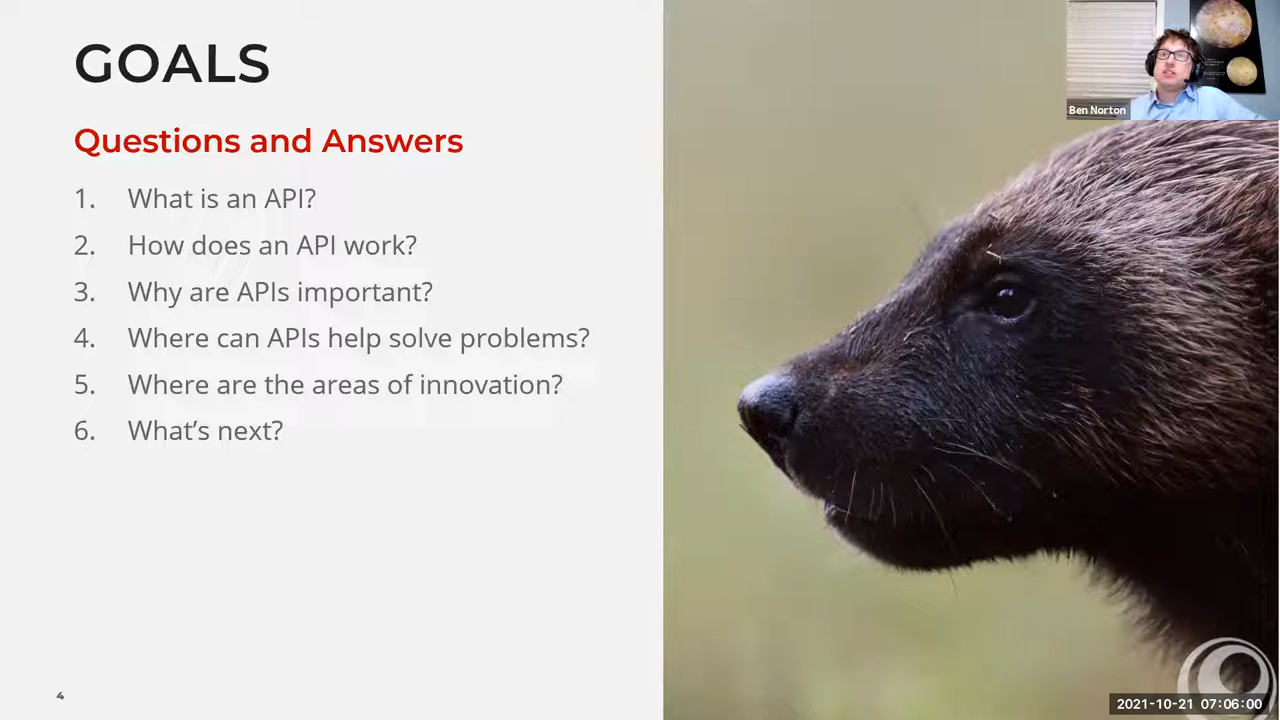 GOALS
Questions and Answers
1. What is an API?
2. How does an API work?
3. Why are APIs important?
4. Where can APIs help solve problems?
5. Where are the areas of innovation?
6. What’s next?
4
Ben Norton
2021-10-21 07:06:00